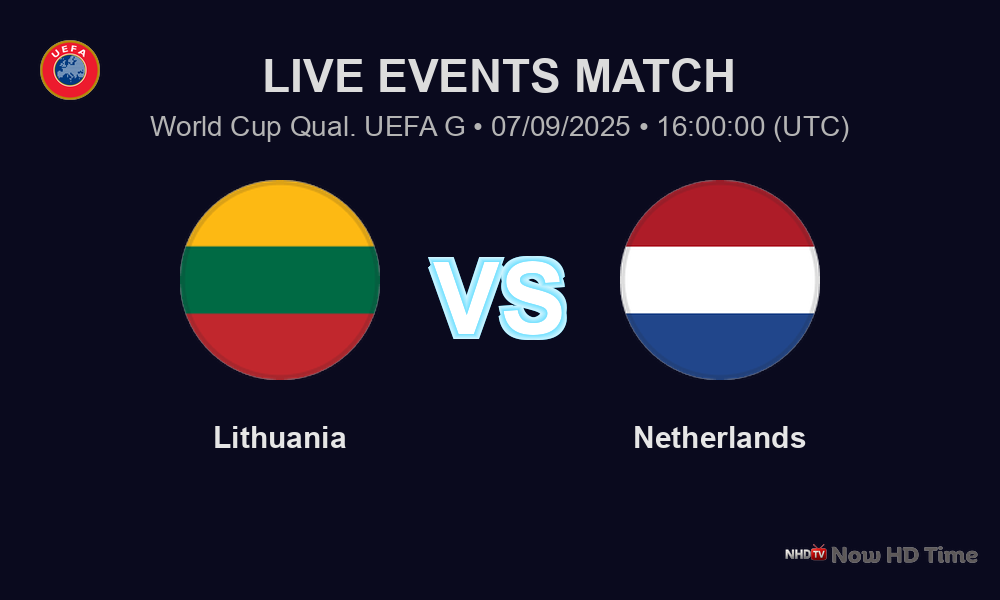 UEFA
LIVE EVENTS MATCH
World Cup Qual. UEFA G • 07/09/2025 • 16:00:00 (UTC)
VS
Lithuania
Netherlands
NHD TV Now HD Time